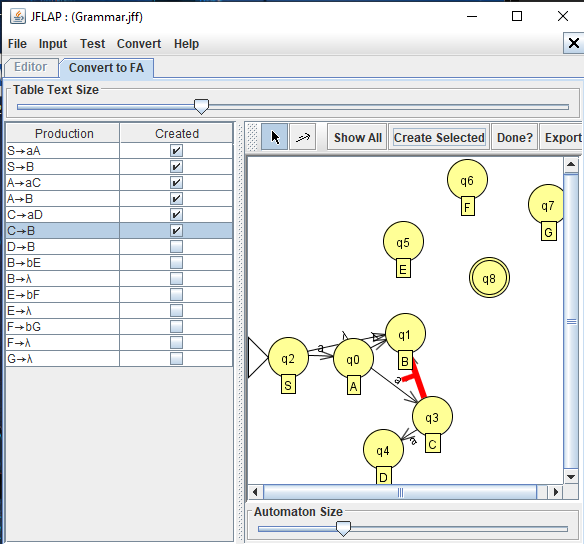 JFLAP : (Grammar.jff)
File Input Test Convert Help
Editor Convert to FA
Table Text Size
Production Created
S→aA
S→B
A→aC
A→B
C→aD
C→B
D→B
B→bE
B→λ
E→bF
E→λ
F→bG
F→λ
G→λ
Show All Create Selected Done? Export
q6
F
q7
G
q5
E
q8
q1
B
λ
a
q2
S
q0
A
a
q3
C
a
q4
D
Automaton Size